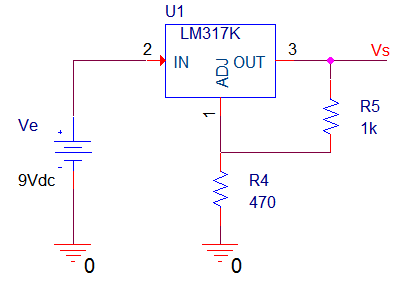 U1
LM317K
2
3
Vs
IN
OUT
ADJ
1
R5
1k
Ve
+
-
9Vdc
R4
470
0
0